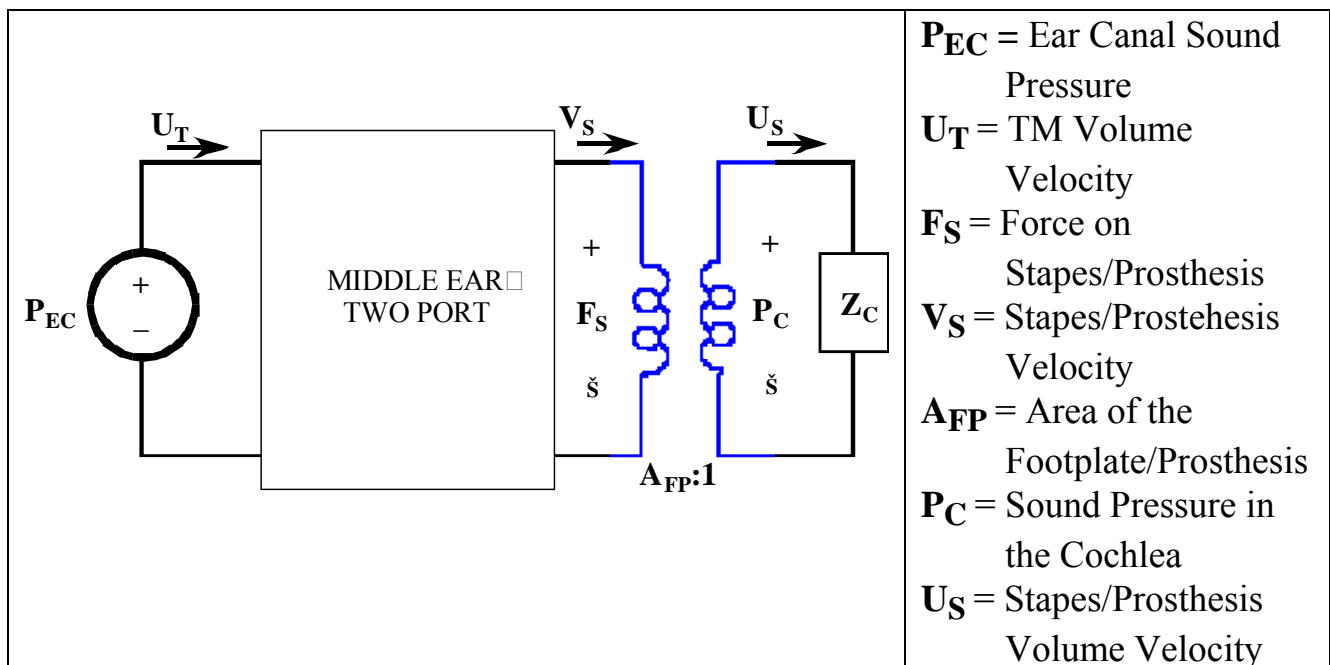 U_T
V_S
U_S
MIDDLE EAR□
TWO PORT
P_EC
+
−
+
F_S
š
+
P_C
š
Z_C
A_FP:1
P_EC = Ear Canal Sound
Pressure
U_T = TM Volume
Velocity
F_S = Force on
Stapes/Prosthesis
V_S = Stapes/Prostehesis
Velocity
A_FP = Area of the
Footplate/Prosthesis
P_C = Sound Pressure in
the Cochlea
U_S = Stapes/Prosthesis
Volume Velocity